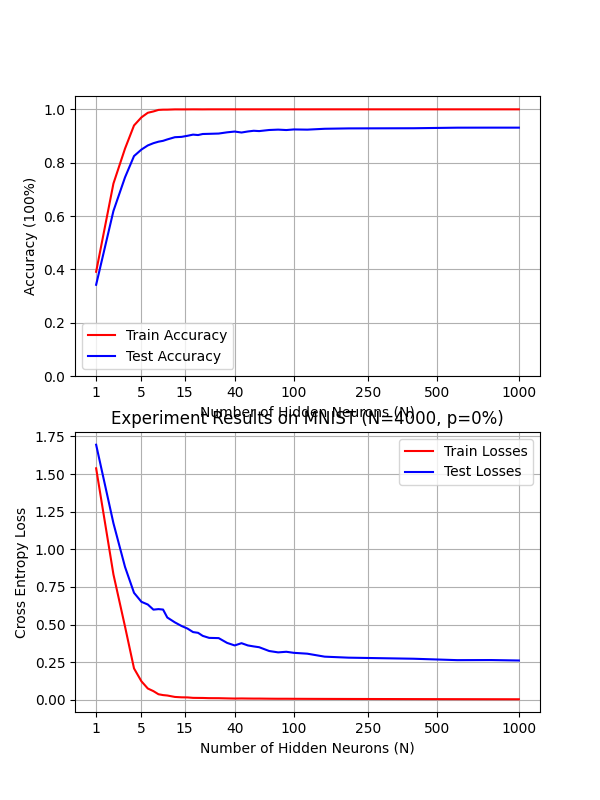 1.0
0.8
0.6
0.4
0.2
0.0
Accuracy (100%)
Train Accuracy
Test Accuracy
1 5 15 40 100 250 500 1000
Number of Hidden Neurons (N)
Experiment Results on MNIST (N=4000, p=0%)
1.75
1.50
1.25
1.00
0.75
0.50
0.25
0.00
Cross Entropy Loss
Train Losses
Test Losses
1 5 15 40 100 250 500 1000
Number of Hidden Neurons (N)